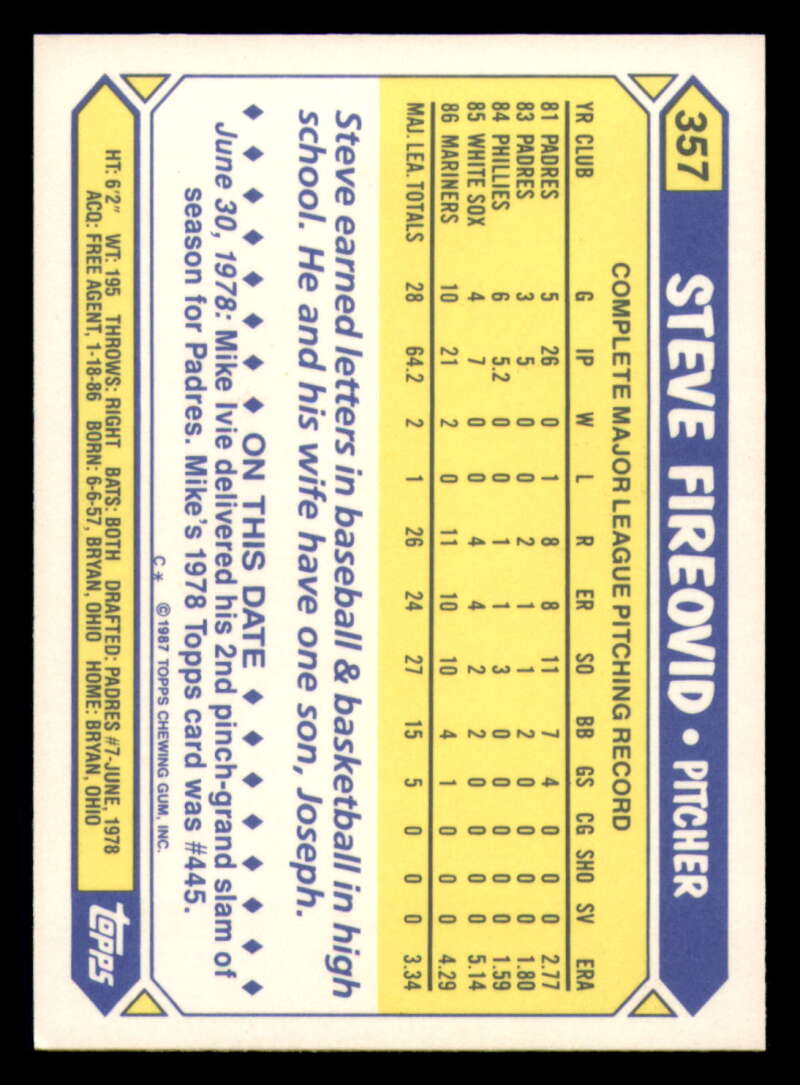 357
STEVE FIREOVID • PITCHER
COMPLETE MAJOR LEAGUE PITCHING RECORD
YR CLUB G IP W L R ER SO BB GS CG SHO SV ERA
81 PADRES 5 26 0 1 8 8 11 7 4 0 0 0 2.77
83 PADRES 3 5 0 0 2 1 1 2 0 0 0 0 1.80
84 PHILLIES 6 5.2 0 0 1 1 3 0 0 0 0 0 1.59
85 WHITE SOX 4 7 0 0 4 4 2 2 0 0 0 0 5.14
86 MARINERS 10 21 2 0 11 10 10 4 1 0 0 0 4.29
MAJ. LEA. TOTALS 28 64.2 2 1 26 24 27 15 5 0 0 0 3.34
Steve earned letters in baseball & basketball in high
school. He and his wife have one son, Joseph.
◆ ◆ ◆ ◆ ◆ ◆ ◆ ◆ ON THIS DATE ◆ ◆ ◆ ◆ ◆ ◆ ◆ ◆
June 30, 1978: Mike Ivie delivered his 2nd pinch-grand slam of
season for Padres. Mike's 1978 Topps card was #445.
C * ©1987 TOPPS CHEWING GUM, INC.
HT: 6'2" WT: 195 THROWS: RIGHT BATS: BOTH DRAFTED: PADRES #7-JUNE, 1978
ACQ: FREE AGENT, 1-18-86 BORN: 6-6-57, BRYAN, OHIO HOME: BRYAN, OHIO
topps